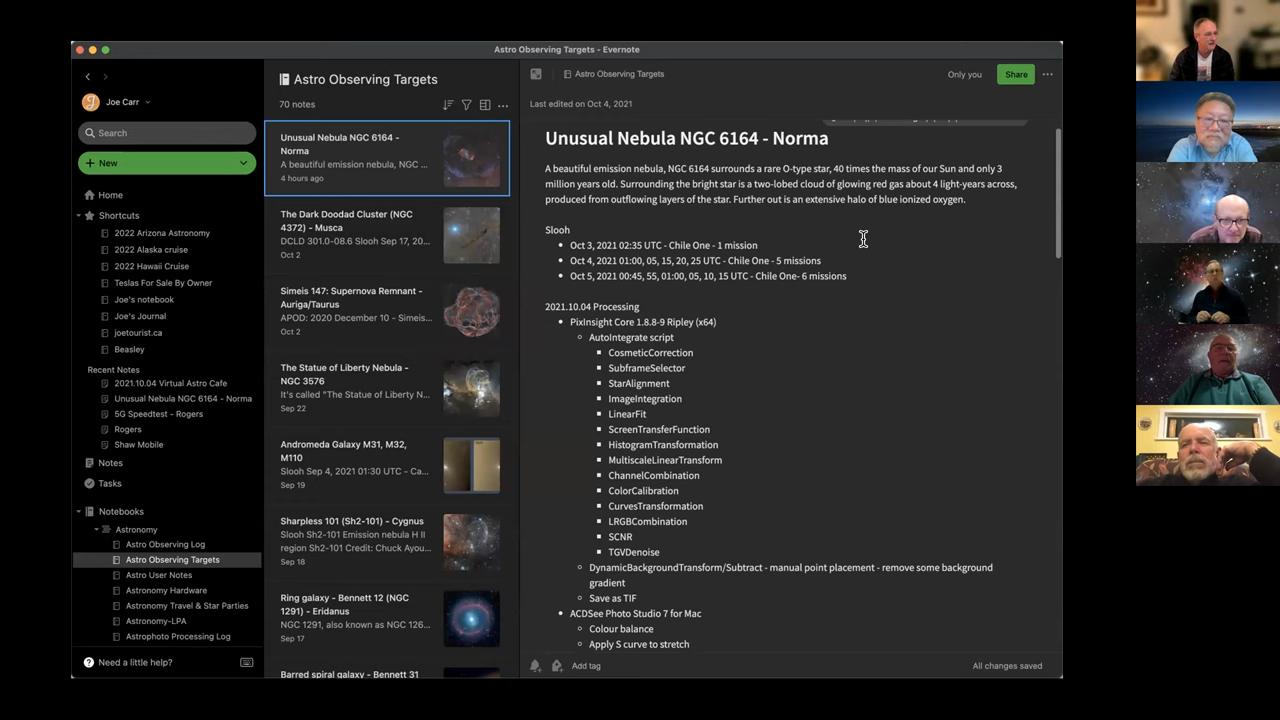 Astro Observing Targets - Evernote
Joe Carr
Search
New
Home
Shortcuts
2022 Arizona Astronomy
2022 Alaska cruise
2022 Hawaii Cruise
Teslas For Sale By Owner
Joe's notebook
Joe's Journal
joetourist.ca
Beasley
Recent Notes
2021.10.04 Virtual Astro Cafe
Unusual Nebula NGC 6164 - Norma
5G Speedtest - Rogers
Rogers
Shaw Mobile
Notes
Tasks
Notebooks
Astronomy
Astro Observing Log
Astro Observing Targets
Astro User Notes
Astronomy Hardware
Astronomy Travel & Star Parties
Astronomy-LPA
Astrophoto Processing Log
Need a little help?
Astro Observing Targets
70 notes
Unusual Nebula NGC 6164 -
Norma
A beautiful emission nebula, NGC ...
4 hours ago
The Dark Doodad Cluster (NGC
4372) - Musca
DCLD 301.0-08.6 Slooh Sep 17, 20...
Oct 2
Simeis 147: Supernova Remnant -
Auriga/Taurus
APOD: 2020 December 10 - Simeis...
Oct 2
The Statue of Liberty Nebula -
NGC 3576
It's called "The Statue of Liberty N...
Sep 22
Andromeda Galaxy M31, M32,
M110
Slooh Sep 4, 2021 01:30 UTC - Ca...
Sep 19
Sharpless 101 (Sh2-101) - Cygnus
Slooh Sh2-101 Emission nebula H II
region Sh2-101 Credit: Chuck Ayou...
Sep 18
Ring galaxy - Bennett 12 (NGC
1291) - Eridanus
NGC 1291, also known as NGC 126...
Sep 17
Barred spiral galaxy - Bennett 31
Astro Observing Targets
Only you
Share
Last edited on Oct 4, 2021
Unusual Nebula NGC 6164 - Norma
A beautiful emission nebula, NGC 6164 surrounds a rare O-type star, 40 times the mass of our Sun and only 3
million years old. Surrounding the bright star is a two-lobed cloud of glowing red gas about 4 light-years across,
produced from outflowing layers of the star. Further out is an extensive halo of blue ionized oxygen.
Slooh
Oct 3, 2021 02:35 UTC - Chile One - 1 mission
Oct 4, 2021 01:00, 05, 15, 20, 25 UTC - Chile One - 5 missions
Oct 5, 2021 00:45, 55, 01:00, 05, 10, 15 UTC - Chile One- 6 missions
2021.10.04 Processing
PixInsight Core 1.8.8-9 Ripley (x64)
AutoIntegrate script
CosmeticCorrection
SubframeSelector
StarAlignment
ImageIntegration
LinearFit
ScreenTransferFunction
HistogramTransformation
MultiscaleLinearTransform
ChannelCombination
ColorCalibration
CurvesTransformation
LRGBCombination
SCNR
TGVDenoise
DynamicBackgroundTransform/Subtract - manual point placement - remove some background
gradient
Save as TIF
ACDSee Photo Studio 7 for Mac
Colour balance
Apply S curve to stretch
Add tag
All changes saved